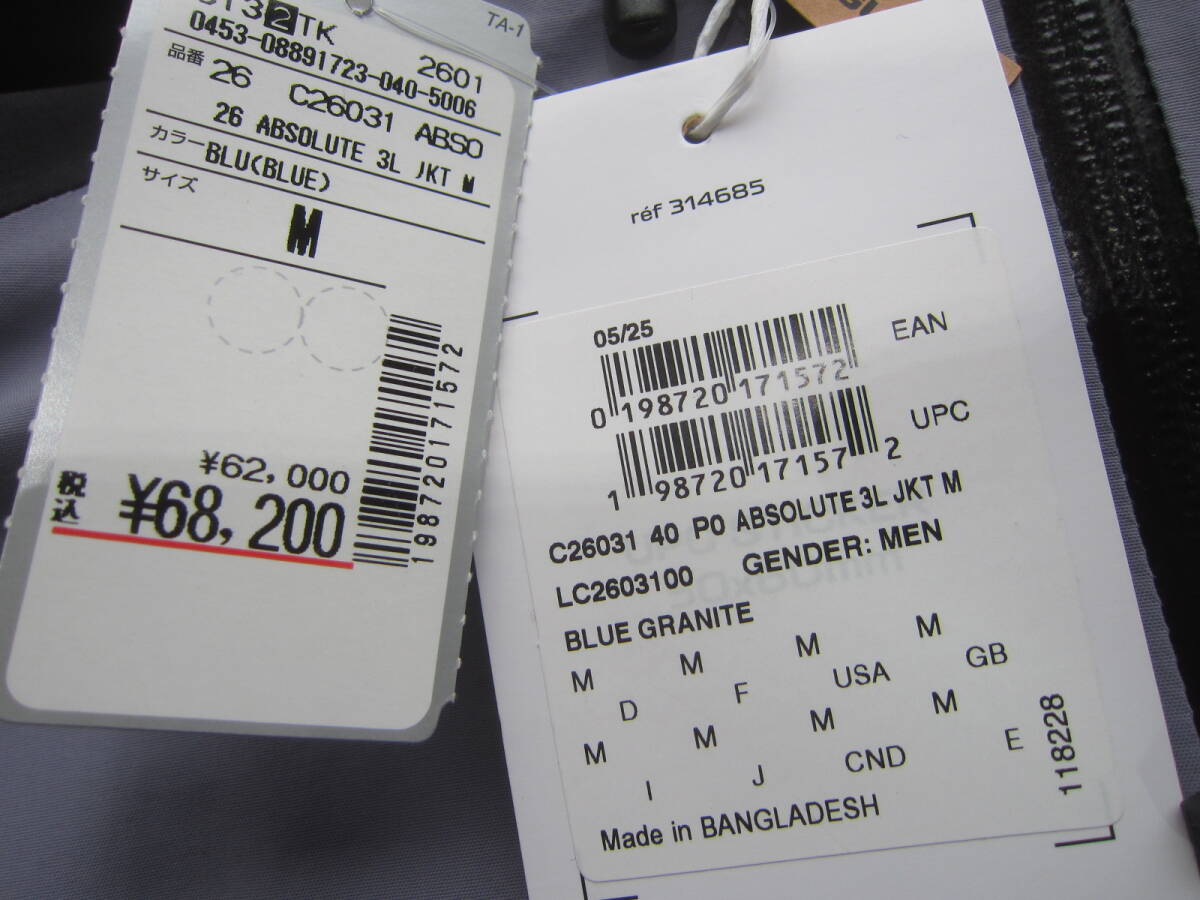 2TK
TA-1
2601
0453-08891723-040-5006
品番 26 C26031 ABSO
26 ABSOLUTE 3L JKT M
カラー BLU(BLUE)
サイズ
M
198720171572
¥62,000
税込 ¥68,200
réf 314685
05/25
EAN
0 198720 171572
UPC
1 98720 17157 2
C26031 40 P0 ABSOLUTE 3L JKT M
LC2603100 GENDER: MEN
BLUE GRANITE
M M M M
D F USA GB
M M M M
I J CND E
118228
Made in BANGLADESH